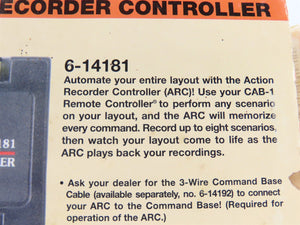 ECORDER CONTROLLER
6-14181
Automate your entire layout with the Action
Recorder Controller (ARC)! Use your CAB-1
Remote Controller® to perform any scenario
on your layout, and the ARC will memorize
every command. Record up to eight scenarios,
then watch your layout come to life as the
ARC plays back your recordings.
• Ask your dealer for the 3-Wire Command Base
Cable (available separately, no. 6-14192) to connect
your ARC to the Command Base! (Required for
operation of the ARC.)
181
ER